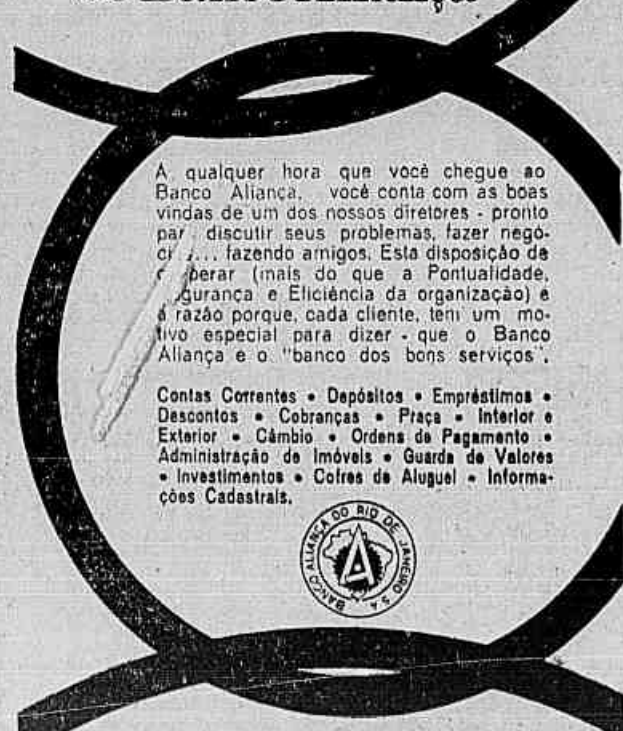 A qualquer hora que você chegue ao
Banco Aliança, você conta com as boas
vindas de um dos nossos diretores - pronto
discutir seus problemas, fazer negó-
... fazendo amigos. Esta disposição de
(mais do que a Pontualidade,
e Eficiência da organização) e
a razão porque, cada cliente, tem um mo-
tivo especial para dizer - que o Banco
Aliança e o "banco dos bons serviços".
Contas Correntes • Depósitos • Empréstimos •
Descontos • Cobranças • Praça • Interior e
Exterior • Câmbio • Ordens de Pagamento •
Administração de Imóveis • Guarda de Valores
• Investimentos • Cofres de Aluguel • Informa-
ções Cadastrais.
BANCO ALIANÇA DO RIO DE JANEIRO S.A.
A